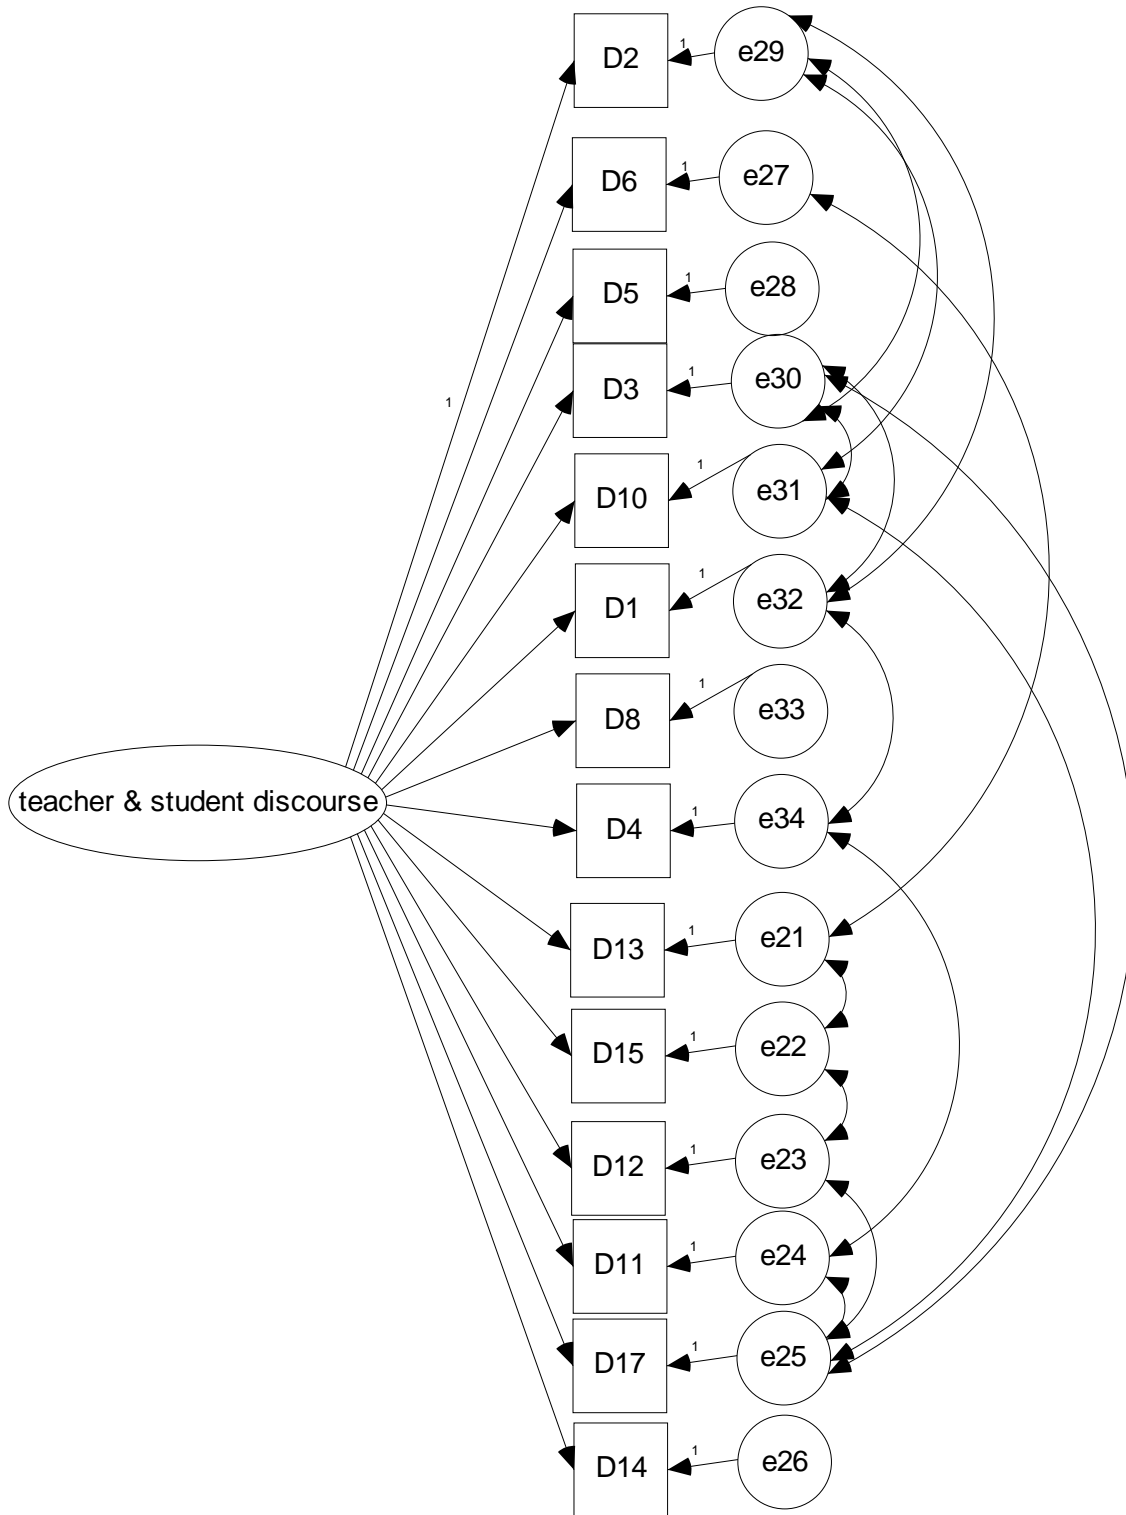 D2 1 e29
D6 1 e27
D5 1 e28
D3 1 e30
1
D10 1 e31
D1 1 e32
D8 1 e33
teacher & student discourse
D4 1 e34
D13 1 e21
D15 1 e22
D12 1 e23
D11 1 e24
D17 1 e25
D14 1 e26